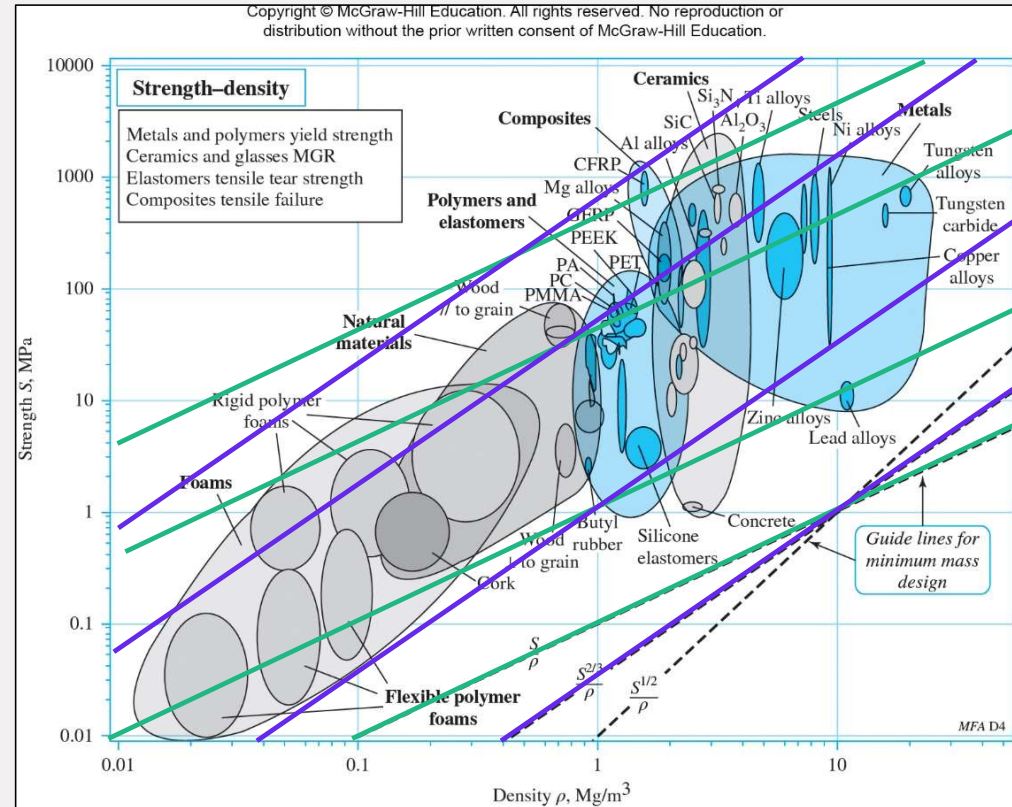 Copyright © McGraw-Hill Education. All rights reserved. No reproduction or
distribution without the prior written consent of McGraw-Hill Education.
10000
1000
100
10
1
0.1
0.01
Strength S, MPa
Strength–density
Metals and polymers yield strength
Ceramics and glasses MGR
Elastomers tensile tear strength
Composites tensile failure
Ceramics
Si₃N₄
Ti alloys
Composites
SiC
Al₂O₃
Steels
Metals
Al alloys
Ni alloys
CFRP
Tungsten
alloys
Mg alloys
Polymers and
elastomers
GFRP
Tungsten
carbide
PEEK
PA
PET
Copper
alloys
PC
Wood
// to grain
PMMA
Natural
materials
Rigid polymer
foams
Zinc alloys
Lead alloys
Foams
Butyl
rubber
Silicone
elastomers
Concrete
Wood
⊥ to grain
Cork
Guide lines for
minimum mass
design
Flexible polymer
foams
S/ρ
S²ᐟ³/ρ
S¹ᐟ²/ρ
MFA D4
0.01
0.1
1
10
Density ρ, Mg/m³